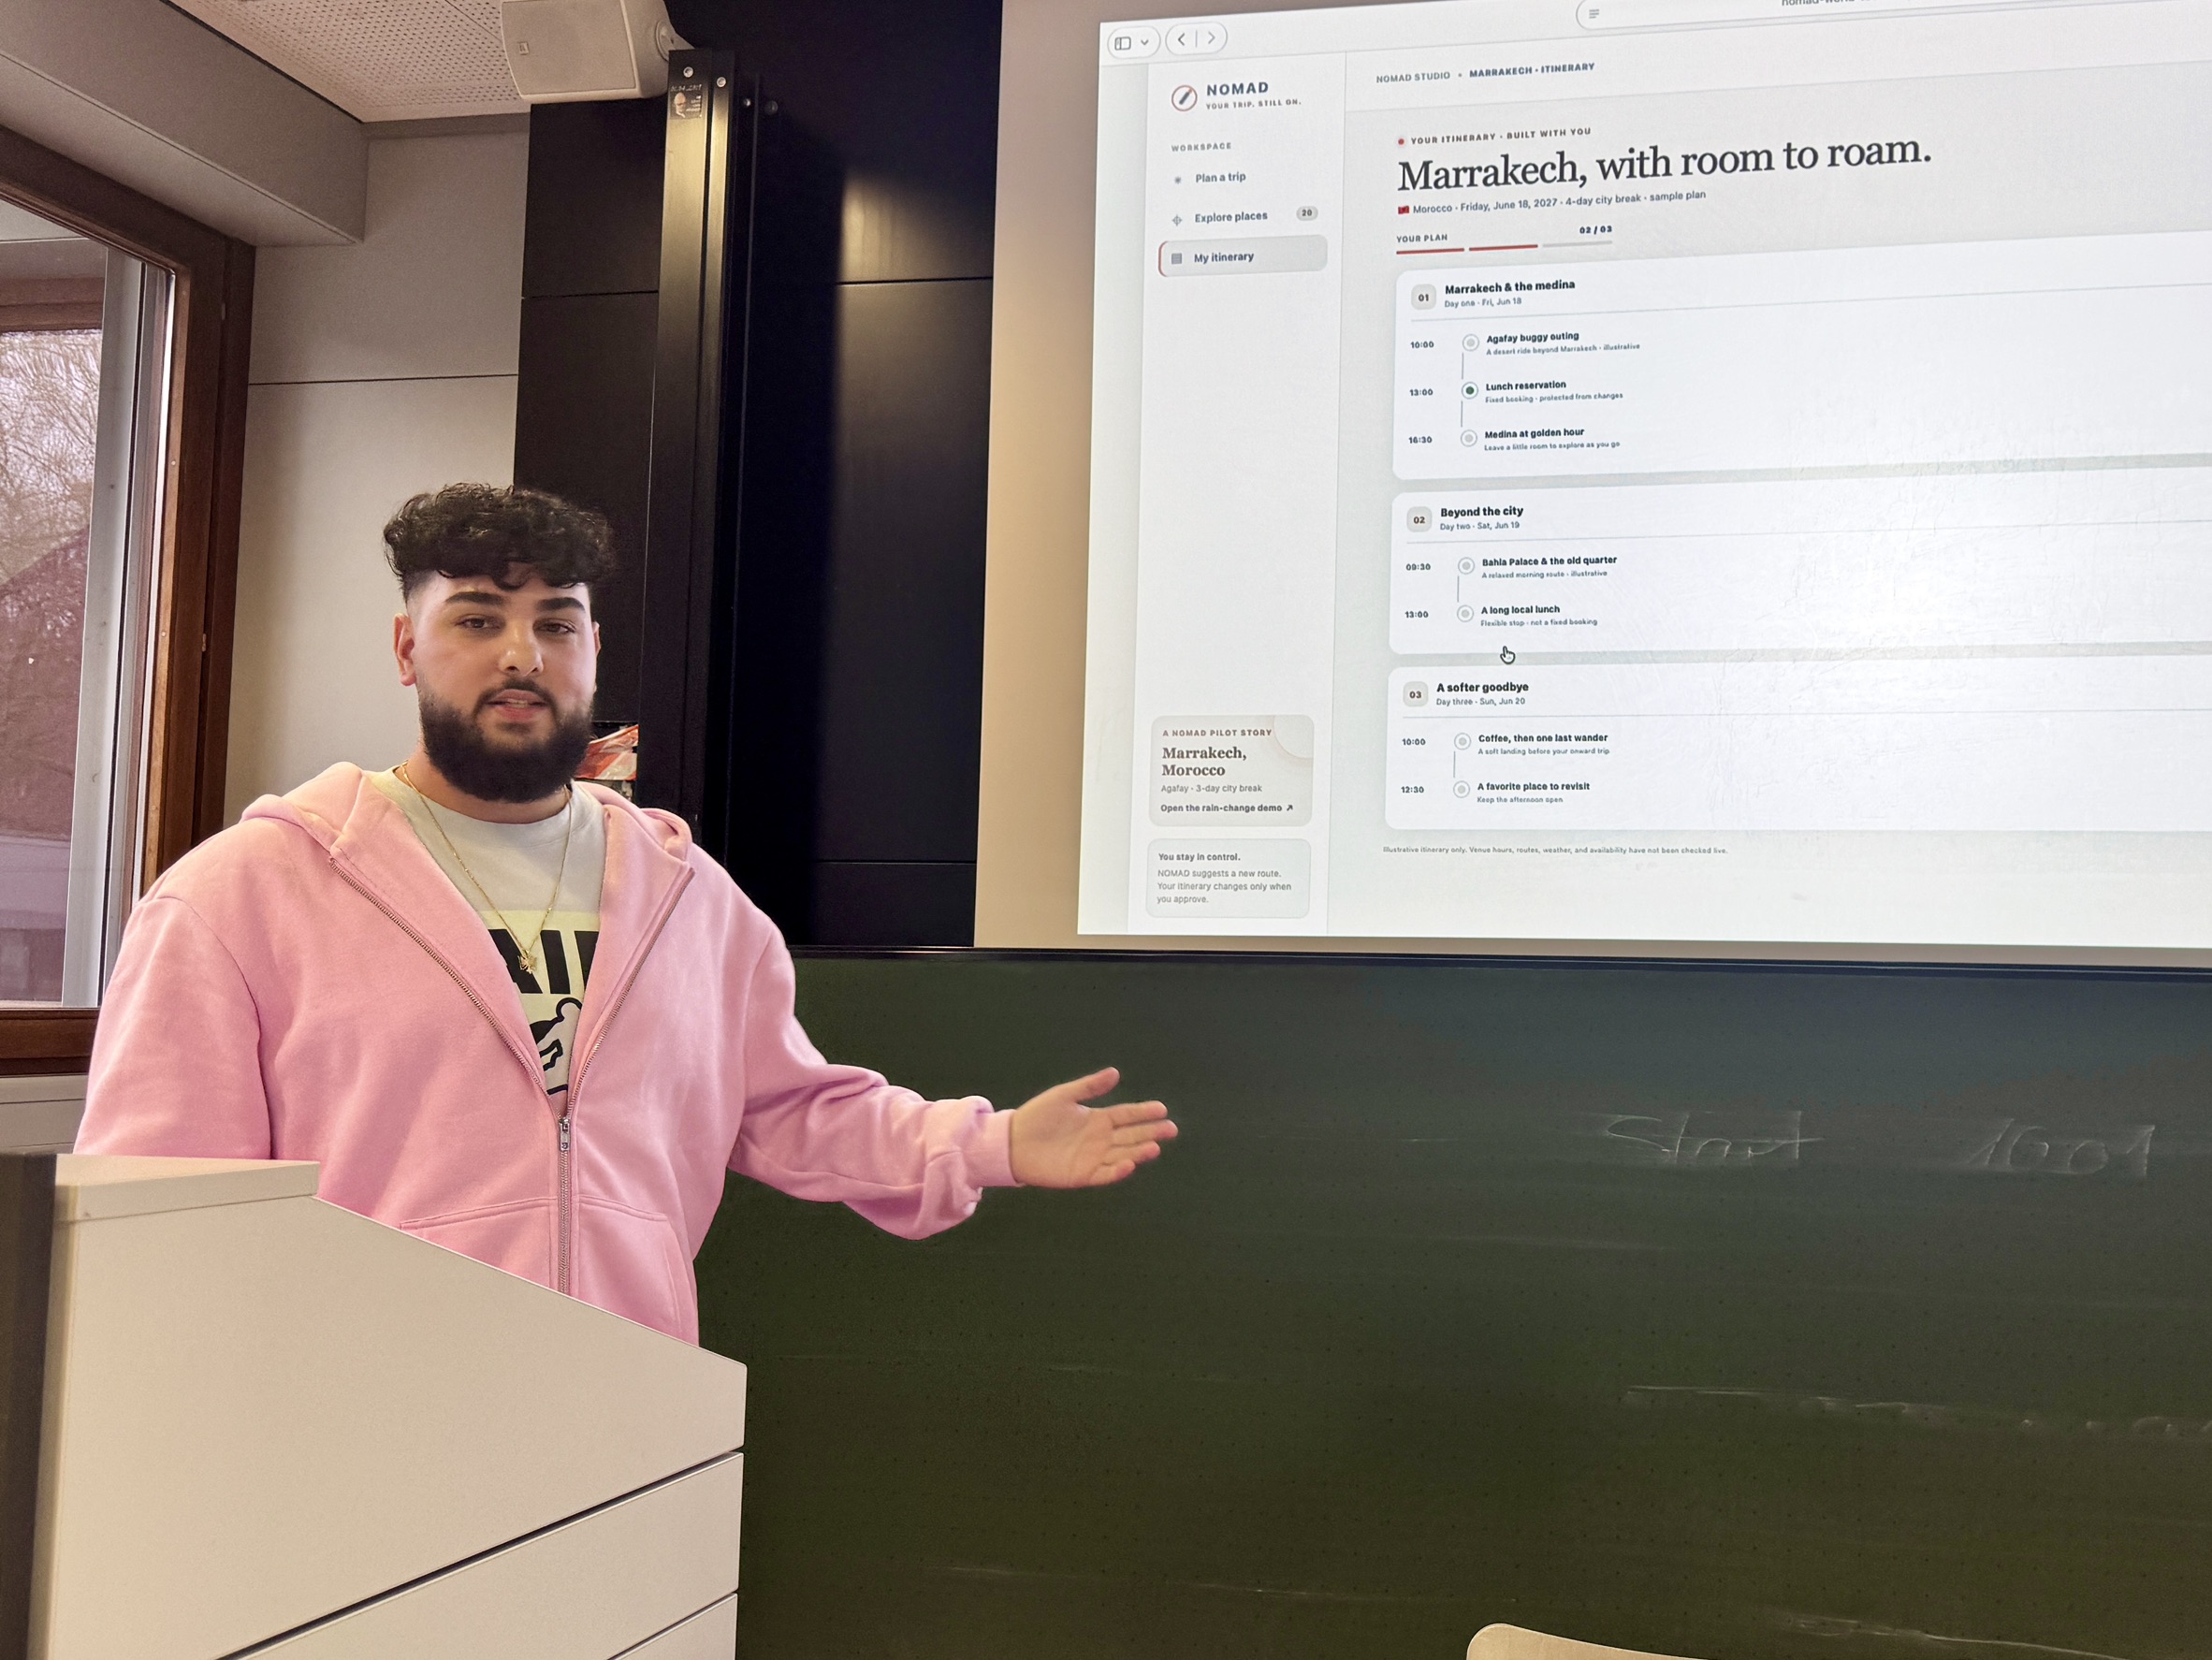 NOMAD
YOUR TRIP. STILL ON.
WORKSPACE
Plan a trip
Explore places 20
My itinerary
A NOMAD PILOT STORY
Marrakech,
Morocco
Agafay · 3-day city break
Open the rain-change demo ↗
You stay in control.
NOMAD suggests a new route.
Your itinerary changes only when
you approve.
NOMAD STUDIO • MARRAKECH · ITINERARY
YOUR ITINERARY · BUILT WITH YOU
Marrakech, with room to roam.
Morocco · Friday, June 18, 2027 · 4-day city break · sample plan
YOUR PLAN 02 / 03
01 Marrakech & the medina
Day one · Fri, Jun 18
10:00 Agafay buggy outing
A desert ride beyond Marrakech · illustrative
13:00 Lunch reservation
Fixed booking · protected from changes
16:30 Medina at golden hour
Leave a little room to explore as you go
02 Beyond the city
Day two · Sat, Jun 19
09:30 Bahia Palace & the old quarter
A relaxed morning route · illustrative
13:00 A long local lunch
Flexible stop · not a fixed booking
03 A softer goodbye
Day three · Sun, Jun 20
10:00 Coffee, then one last wander
A soft landing before your onward trip
12:30 A favorite place to revisit
Keep the afternoon open
Illustrative itinerary only. Venue hours, routes, weather, and availability have not been checked live.
Start